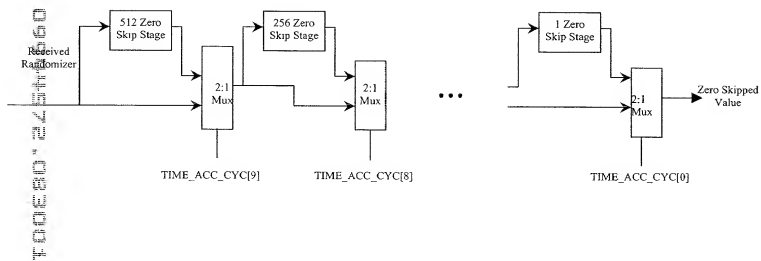 512 Zero
Skip Stage
256 Zero
Skip Stage
1 Zero
Skip Stage
Received
Randomizer
2:1
Mux
2:1
Mux
2:1
Mux
Zero Skipped
Value
TIME_ACC_CYC[9]
TIME_ACC_CYC[8]
TIME_ACC_CYC[0]